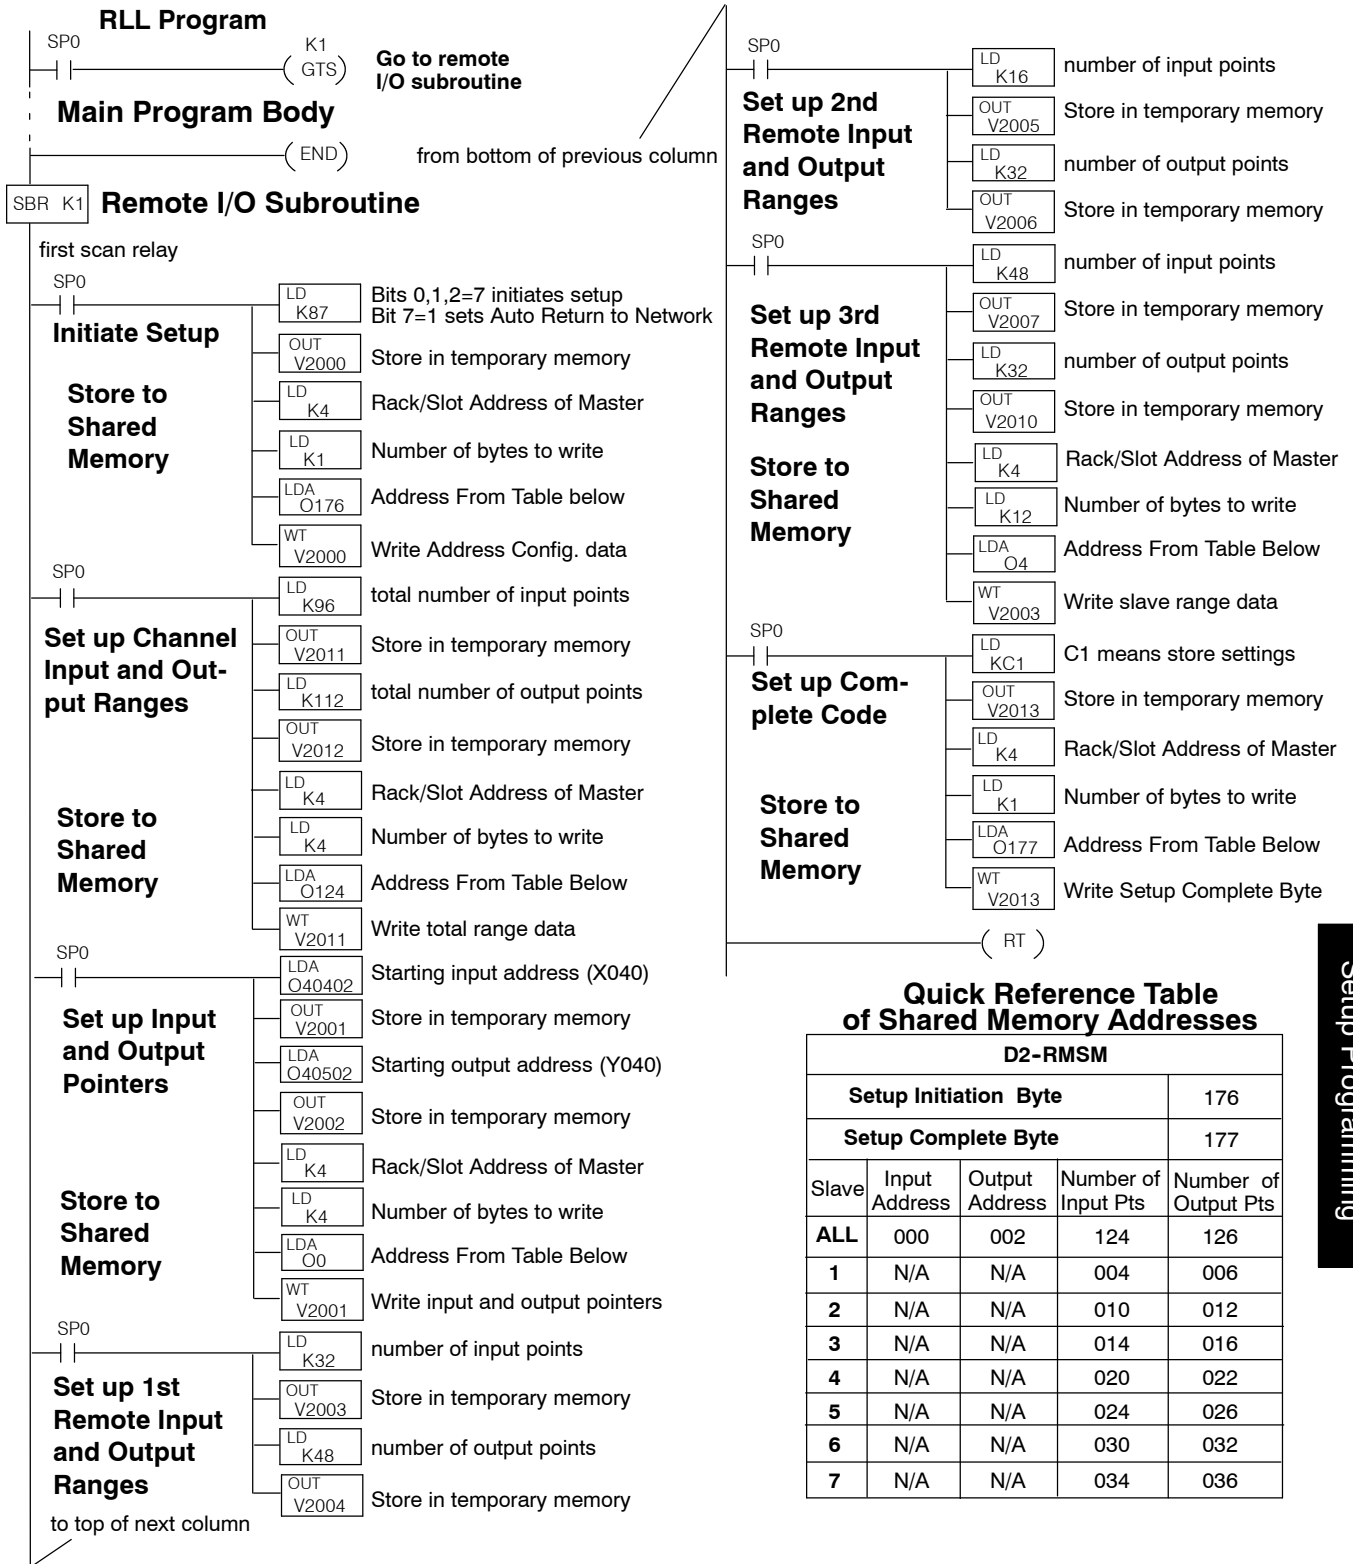 RLL Program
SP0
K1
GTS
Go to remote
I/O subroutine
Main Program Body
END
from bottom of previous column
SBR K1
Remote I/O Subroutine
first scan relay
SP0
Initiate Setup
LD
K87
Bits 0,1,2=7 initiates setup
Bit 7=1 sets Auto Return to Network
OUT
V2000
Store in temporary memory
Store to
Shared
Memory
LD
K4
Rack/Slot Address of Master
LD
K1
Number of bytes to write
LDA
O176
Address From Table below
WT
V2000
Write Address Config. data
SP0
Set up Channel
Input and Out-
put Ranges
LD
K96
total number of input points
OUT
V2011
Store in temporary memory
LD
K112
total number of output points
OUT
V2012
Store in temporary memory
Store to
Shared
Memory
LD
K4
Rack/Slot Address of Master
LD
K4
Number of bytes to write
LDA
O124
Address From Table Below
WT
V2011
Write total range data
SP0
Set up Input
and Output
Pointers
LDA
O40402
Starting input address (X040)
OUT
V2001
Store in temporary memory
LDA
O40502
Starting output address (Y040)
OUT
V2002
Store in temporary memory
Store to
Shared
Memory
LD
K4
Rack/Slot Address of Master
LD
K4
Number of bytes to write
LDA
O0
Address From Table Below
WT
V2001
Write input and output pointers
SP0
Set up 1st
Remote Input
and Output
Ranges
LD
K32
number of input points
OUT
V2003
Store in temporary memory
LD
K48
number of output points
OUT
V2004
Store in temporary memory
to top of next column
SP0
Set up 2nd
Remote Input
and Output
Ranges
LD
K16
number of input points
OUT
V2005
Store in temporary memory
LD
K32
number of output points
OUT
V2006
Store in temporary memory
SP0
Set up 3rd
Remote Input
and Output
Ranges
LD
K48
number of input points
OUT
V2007
Store in temporary memory
LD
K32
number of output points
OUT
V2010
Store in temporary memory
Store to
Shared
Memory
LD
K4
Rack/Slot Address of Master
LD
K12
Number of bytes to write
LDA
O4
Address From Table Below
WT
V2003
Write slave range data
SP0
Set up Com-
plete Code
LD
KC1
C1 means store settings
OUT
V2013
Store in temporary memory
LD
K4
Rack/Slot Address of Master
Store to
Shared
Memory
LD
K1
Number of bytes to write
LDA
O177
Address From Table Below
WT
V2013
Write Setup Complete Byte
RT
Quick Reference Table
of Shared Memory Addresses
D2-RMSM
Setup Initiation Byte 176
Setup Complete Byte 177
Slave Input Address Output Address Number of Input Pts Number of Output Pts
ALL 000 002 124 126
1 N/A N/A 004 006
2 N/A N/A 010 012
3 N/A N/A 014 016
4 N/A N/A 020 022
5 N/A N/A 024 026
6 N/A N/A 030 032
7 N/A N/A 034 036
Setup Programming